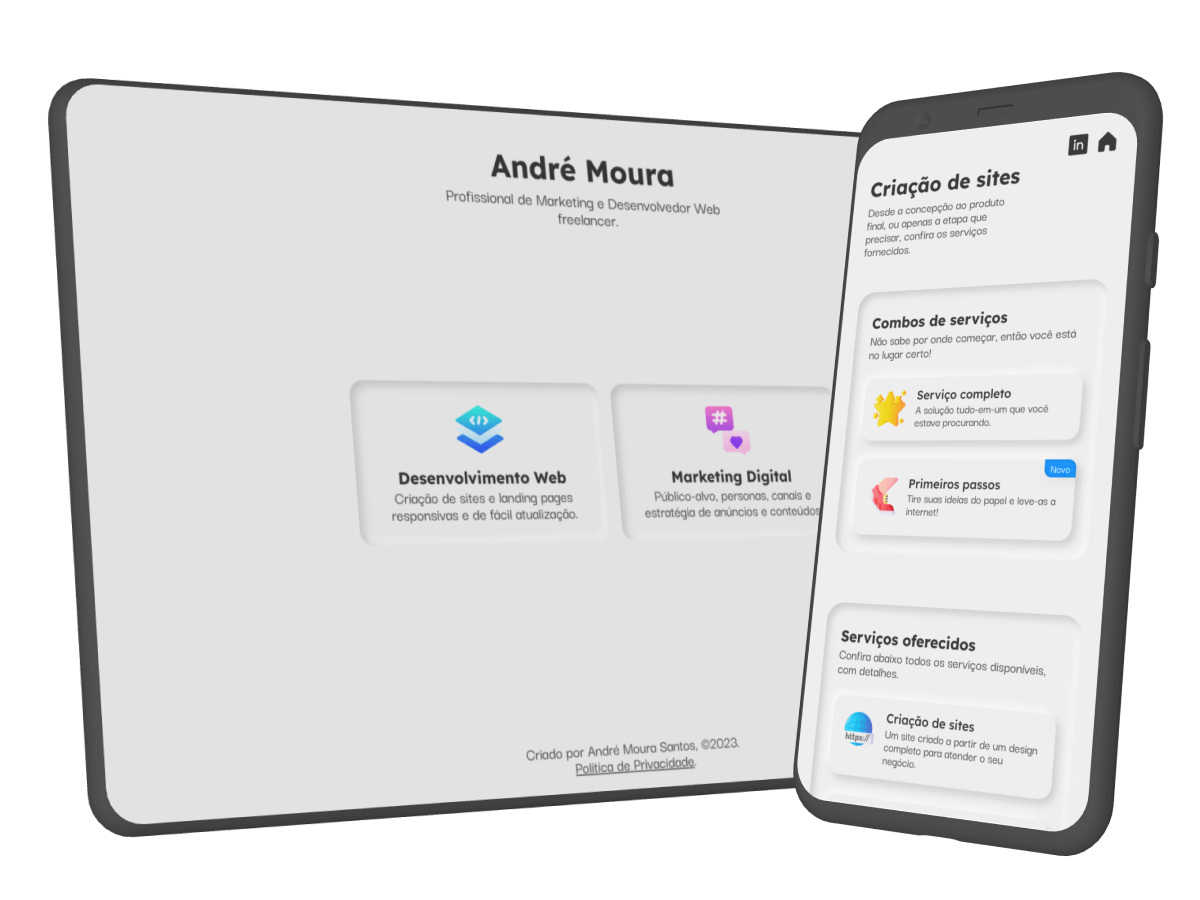 André Moura
Profissional de Marketing e Desenvolvedor Web
freelancer.
Desenvolvimento Web
Criação de sites e landing pages
responsivas e de fácil atualização.
Marketing Digital
Público-alvo, personas, canais e
estratégia de anúncios e conteúdos
Criado por André Moura Santos, ©2023.
Política de Privacidade.
in
Criação de sites
Desde a concepção ao produto
final, ou apenas a etapa que
precisar, confira os serviços
fornecidos.
Combos de serviços
Não sabe por onde começar, então você está
no lugar certo!
Serviço completo
A solução tudo-em-um que você
estava procurando.
Novo
Primeiros passos
Tire suas ideias do papel e leve-as a
internet!
Serviços oferecidos
Confira abaixo todos os serviços disponíveis,
com detalhes.
https://
Criação de sites
Um site criado a partir de um design
completo para atender o seu
negócio.